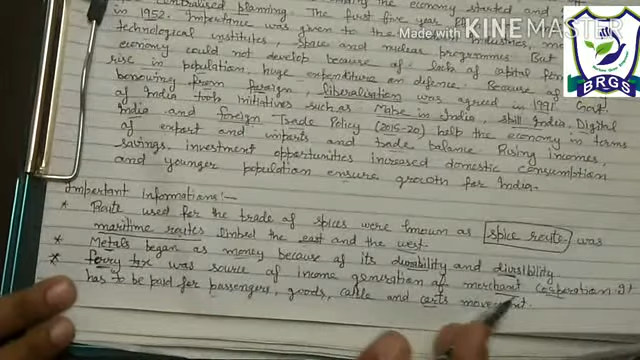 centralised planning the economy started and the
in 1952. Importance was given to the industries,
technological institutes, space and nuclear programmes. But
economy could not develop because of lack of capital
rise in population, huge expenditure on defence. Because of
borrowing from foreign, liberalization was agreed in 1991 Govt.
of India took initiatives such as Make in India, skill India, Digital
India and foreign Trade Policy (2015-20) help the economy in terms
of export and imports and trade balance. Rising incomes,
savings, investment opportunities increased domestic consumption
and younger population ensure growth for India.
Important informations:-
* Route used for the trade of spices were known as spice route, was
maritime routes linked the east and the west.
* Metals began as money because of its durability and divisibility
* ferry tax was source of income generation of merchant It
has to be paid for passengers, goods, cattle and carts movement.
Made with KINEMASTER
BRGS